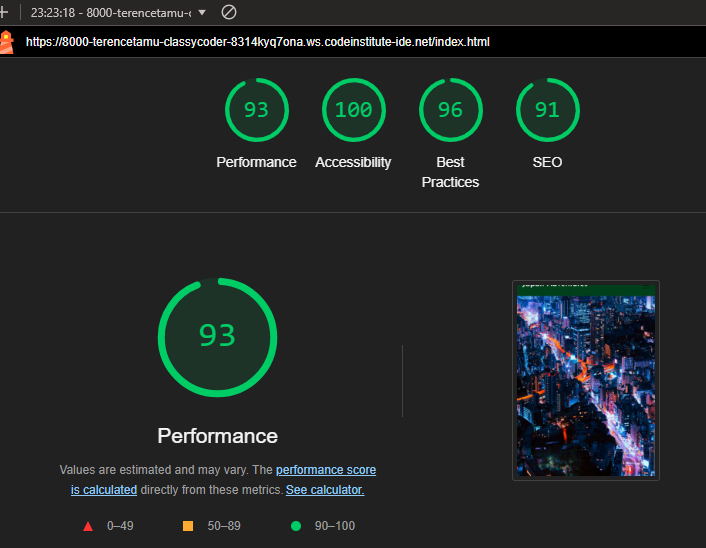 23:23:18 - 8000-terencetamu-c
https://8000-terencetamu-classycoder-8314kyq7ona.ws.codeinstitute-ide.net/index.html
93 100 96 91
Performance Accessibility Best Practices SEO
93
Performance
Values are estimated and may vary. The performance score
is calculated directly from these metrics. See calculator.
0–49 50–89 90–100